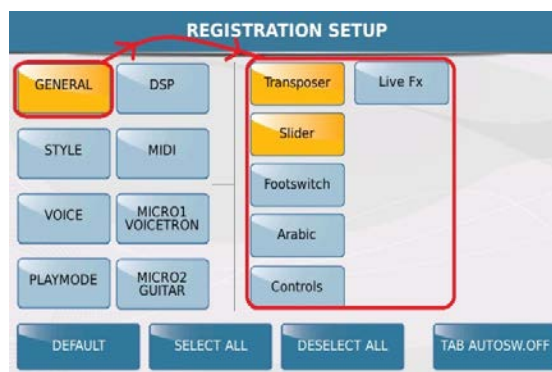 REGISTRATION SETUP
GENERAL
DSP
STYLE
MIDI
VOICE
MICRO1
VOICETRON
PLAYMODE
MICRO2
GUITAR
Transposer
Live Fx
Slider
Footswitch
Arabic
Controls
DEFAULT
SELECT ALL
DESELECT ALL
TAB AUTOSW.OFF